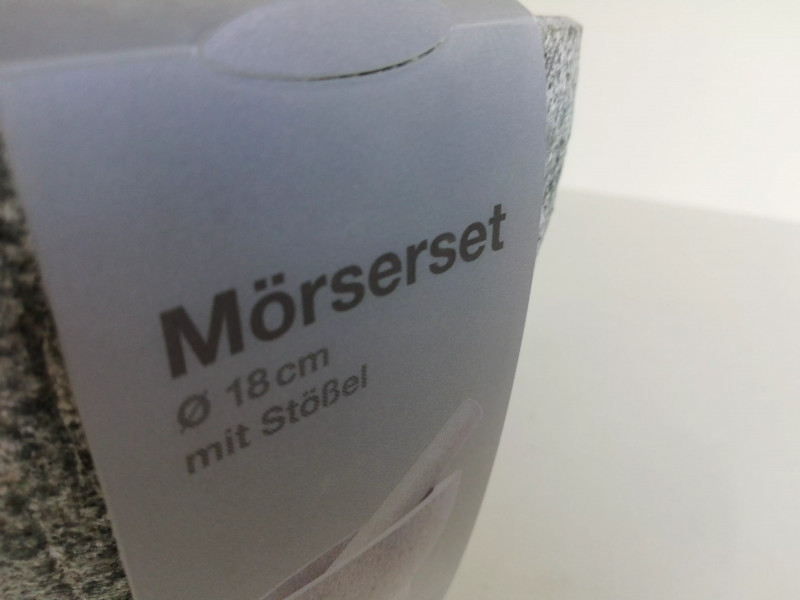 Mörserset
Ø 18 cm
mit Stößel